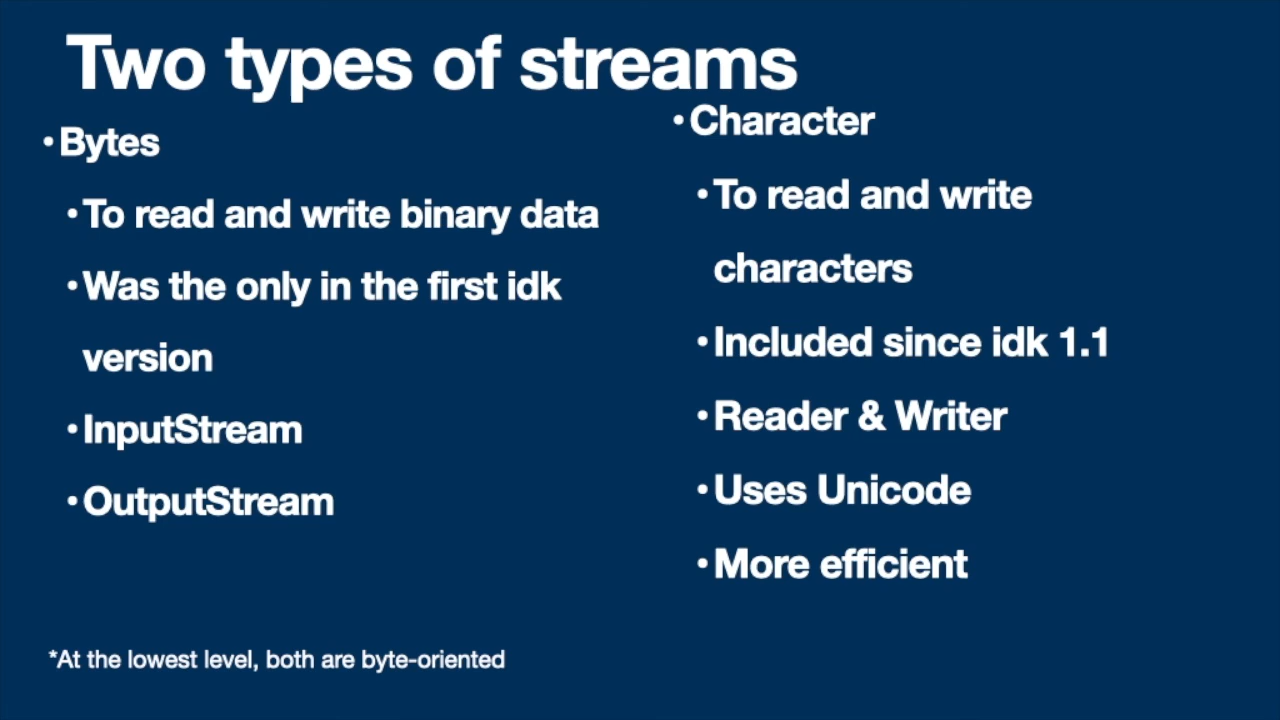 Two types of streams
• Bytes
• To read and write binary data
• Was the only in the first idk
version
• InputStream
• OutputStream
• Character
• To read and write
characters
• Included since idk 1.1
• Reader & Writer
• Uses Unicode
• More efficient
*At the lowest level, both are byte-oriented